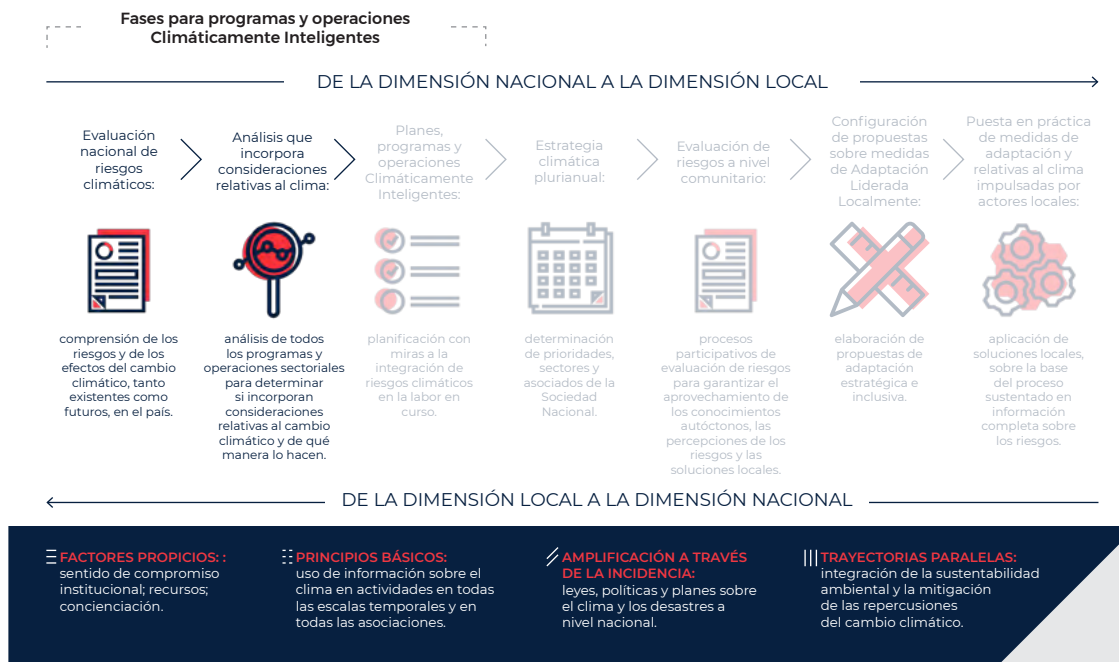 Fases para programas y operaciones
Climáticamente Inteligentes
DE LA DIMENSIÓN NACIONAL A LA DIMENSIÓN LOCAL
Evaluación
nacional de
riesgos
climáticos:
comprensión de los
riesgos y de los
efectos del cambio
climático, tanto
existentes como
futuros, en el país.
Análisis que
incorpora
consideraciones
relativas al clima:
análisis de todos
los programas y
operaciones sectoriales
para determinar
si incorporan
consideraciones
relativas al cambio
climático y de qué
manera lo hacen.
Planes,
programas y
operaciones
Climáticamente
Inteligentes:
planificación con
miras a la
integración de
riesgos climáticos
en la labor en
curso.
Estrategia
climática
plurianual:
determinación
de prioridades,
sectores y
asociados de la
Sociedad
Nacional.
Evaluación de
riesgos a nivel
comunitario:
procesos
participativos de
evaluación de riesgos
para garantizar el
aprovechamiento de
los conocimientos
autóctonos, las
percepciones de los
riesgos y las
soluciones locales.
Configuración
de propuestas
sobre medidas
de Adaptación
Liderada
Localmente:
elaboración de
propuestas de
adaptación
estratégica e
inclusiva.
Puesta en práctica
de medidas de
adaptación y
relativas al clima
impulsadas por
actores locales:
aplicación de
soluciones locales,
sobre la base
del proceso
sustentado en
información
completa sobre
los riesgos.
DE LA DIMENSIÓN LOCAL A LA DIMENSIÓN NACIONAL
FACTORES PROPICIOS: :
sentido de compromiso
institucional; recursos;
concienciación.
PRINCIPIOS BÁSICOS:
uso de información sobre el
clima en actividades en todas
las escalas temporales y en
todas las asociaciones.
AMPLIFICACIÓN A TRAVÉS
DE LA INCIDENCIA:
leyes, políticas y planes sobre
el clima y los desastres a
nivel nacional.
TRAYECTORIAS PARALELAS:
integración de la sustentabilidad
ambiental y la mitigación
de las repercusiones
del cambio climático.